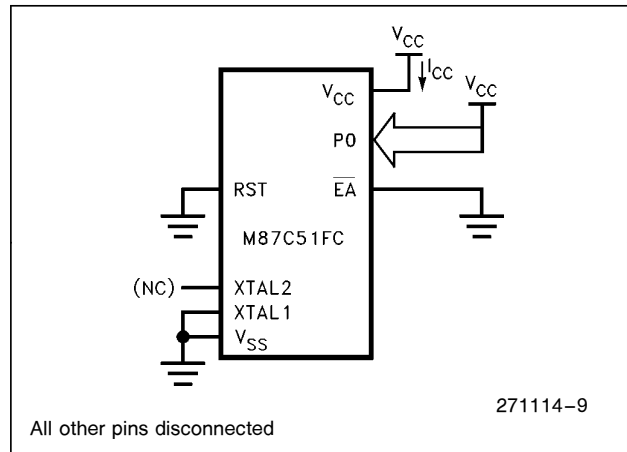 VCC
ICC
VCC
VCC
P0
RST
EA
M87C51FC
(NC)
XTAL2
XTAL1
VSS
271114–9
All other pins disconnected